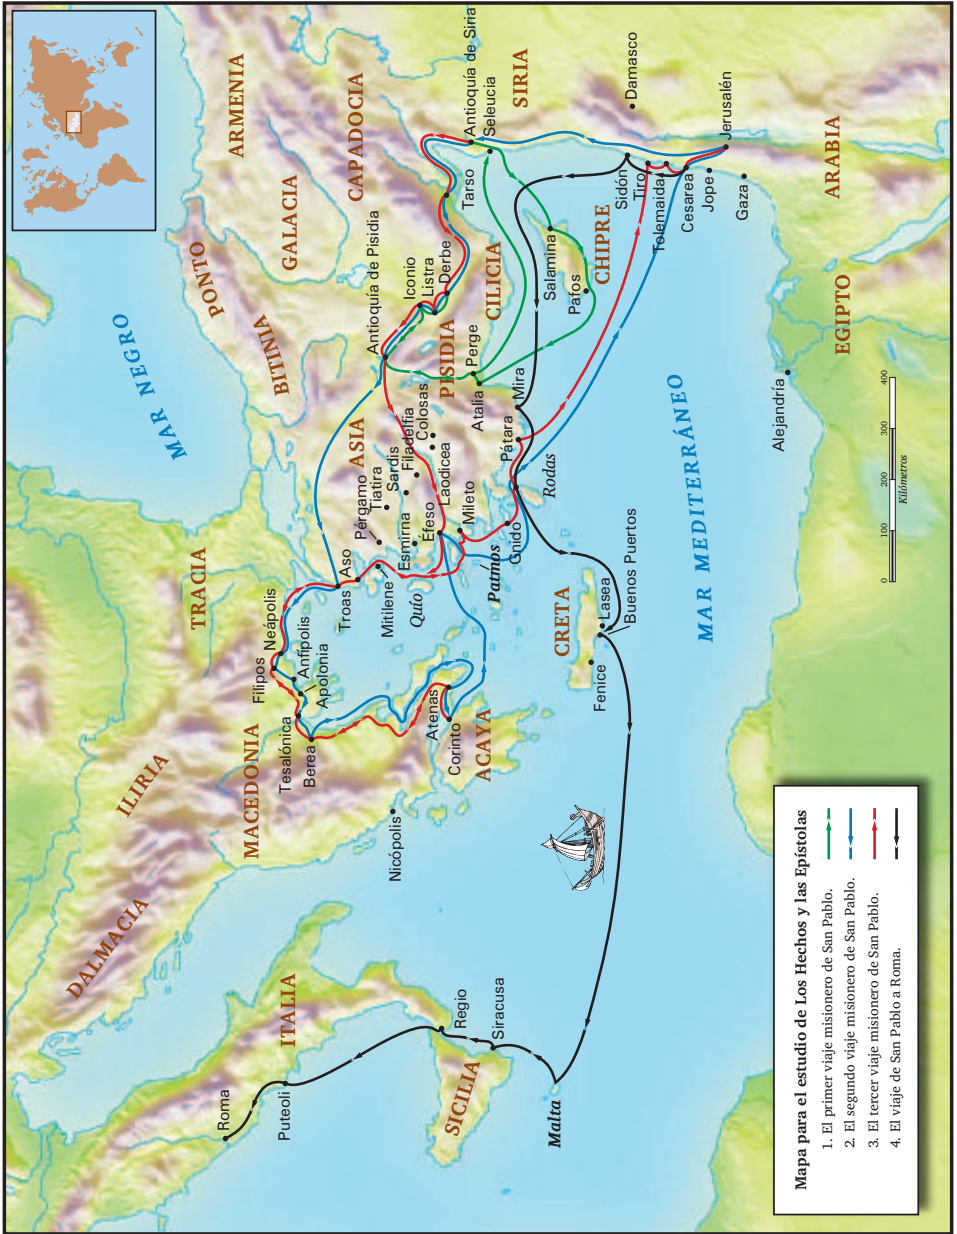 MAR NEGRO
ARMENIA
CAPADOCIA
GALACIA
PONTO
BITINIA
TRACIA
ILIRIA
DALMACIA
MACEDONIA
ITALIA
SICILIA
ACAYA
ASIA
PISIDIA
CILICIA
SIRIA
CHIPRE
CRETA
ARABIA
EGIPTO
MAR MEDITERRÁNEO
Roma
Puteoli
Regio
Siracusa
Malta
Nicópolis
Filipos
Neápolis
Anfípolis
Apolonia
Tesalónica
Berea
Atenas
Corinto
Troas
Aso
Mitilene
Quío
Pérgamo
Tiatira
Sardis
Filadelfia
Colosas
Esmirna
Éfeso
Laodicea
Mileto
Patmos
Gnido
Rodas
Pátara
Mira
Atalia
Perge
Antioquía de Pisidia
Iconio
Listra
Derbe
Tarso
Antioquía de Siria
Seleucia
Salamina
Pafos
Damasco
Sidón
Tiro
Tolemaida
Cesarea
Jope
Jerusalén
Gaza
Alejandría
Fenice
Lasea
Buenos Puertos
0 100 200 300 400
Kilómetros
Mapa para el estudio de Los Hechos y las Epístolas
1. El primer viaje misionero de San Pablo.
2. El segundo viaje misionero de San Pablo.
3. El tercer viaje misionero de San Pablo.
4. El viaje de San Pablo a Roma.